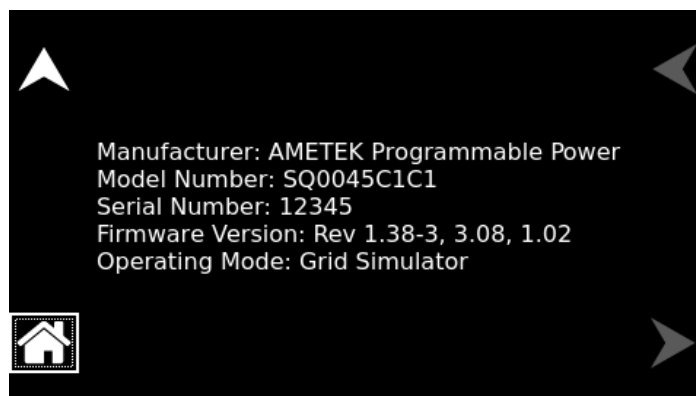 Manufacturer: AMETEK Programmable Power
Model Number: SQ0045C1C1
Serial Number: 12345
Firmware Version: Rev 1.38-3, 3.08, 1.02
Operating Mode: Grid Simulator